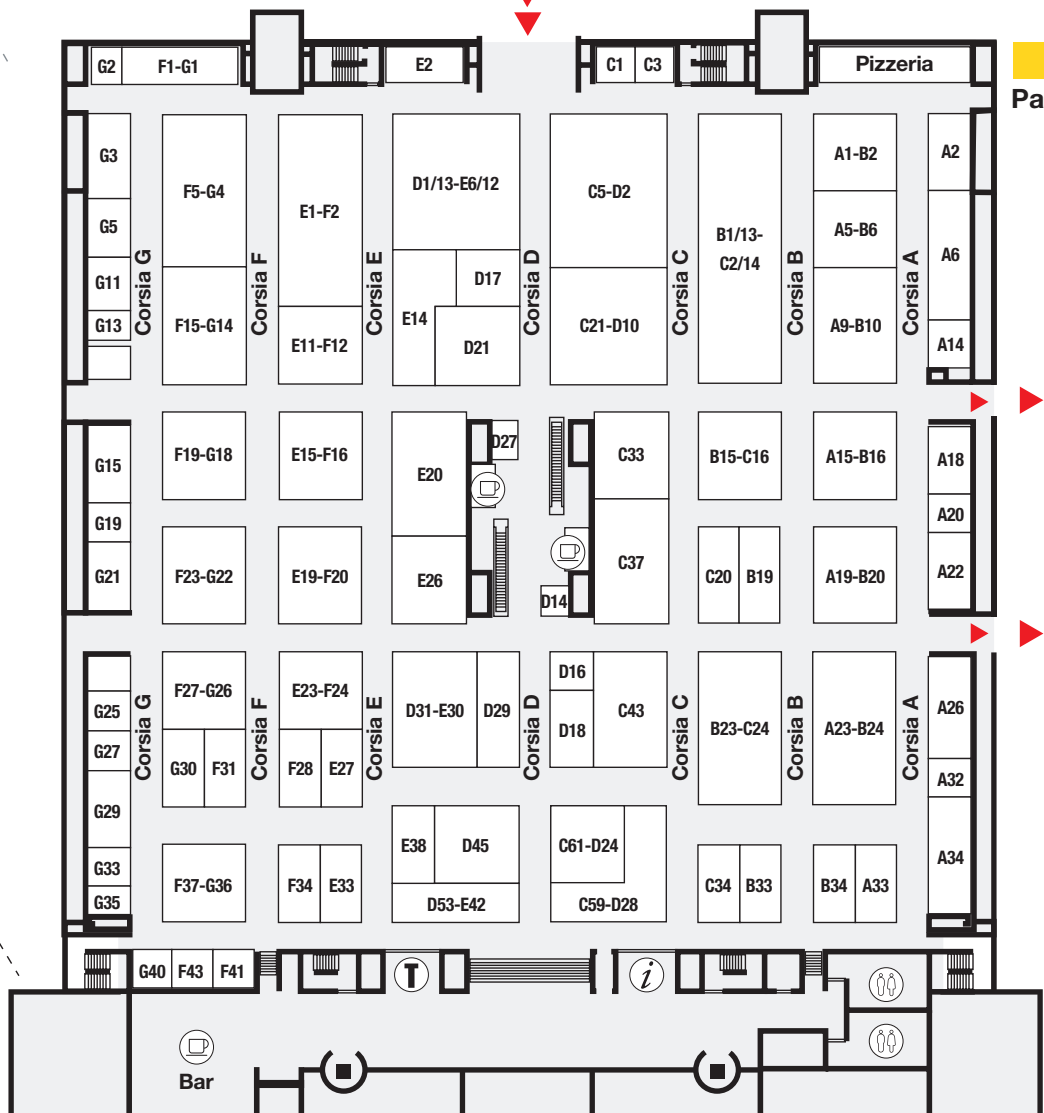 G2
F1-G1
E2
C1
C3
Pizzeria
Pa
G3
F5-G4
E1-F2
D1/13-E6/12
C5-D2
B1/13-
C2/14
A1-B2
A2
G5
A5-B6
A6
G11
D17
G13
F15-G14
E14
E11-F12
D21
C21-D10
A9-B10
A14
Corsia G
Corsia F
Corsia E
Corsia D
Corsia C
Corsia B
Corsia A
G15
F19-G18
E15-F16
E20
D27
C33
B15-C16
A15-B16
A18
G19
A20
G21
F23-G22
E19-F20
E26
D14
C37
C20
B19
A19-B20
A22
F27-G26
E23-F24
D31-E30
D29
D16
C43
B23-C24
A23-B24
A26
G25
D18
G27
G30
F31
F28
E27
A32
Corsia G
Corsia F
Corsia E
Corsia D
Corsia C
Corsia B
Corsia A
G29
E38
D45
C61-D24
A34
G33
F37-G36
F34
E33
C34
B33
B34
A33
G35
D53-E42
C59-D28
G40
F43
F41
T
i
Bar